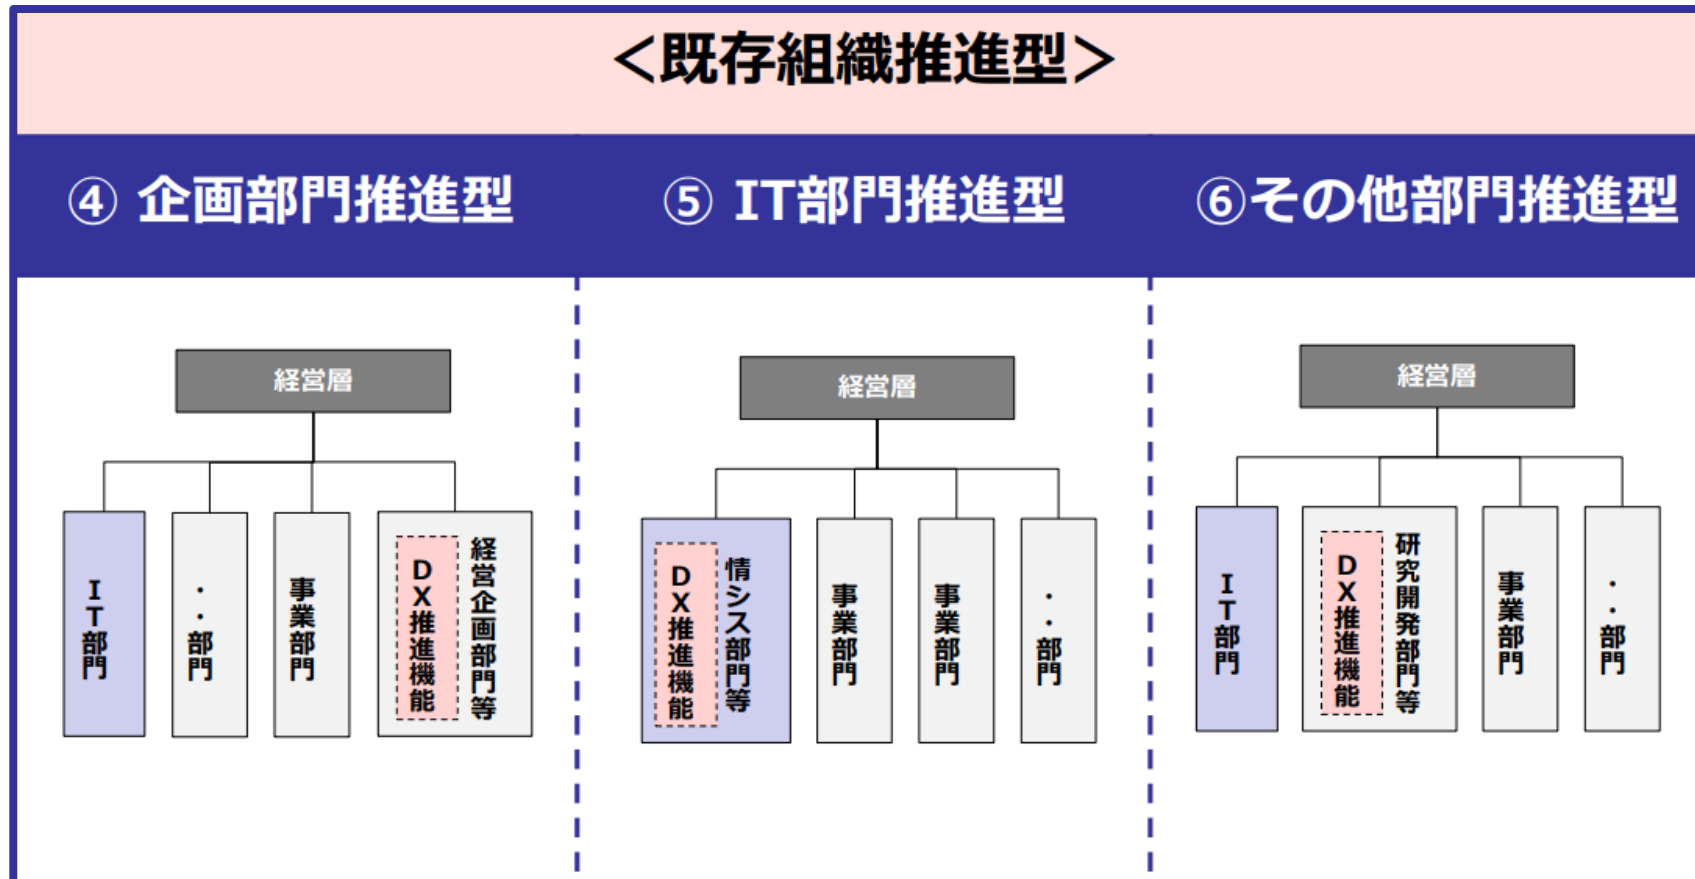 ＜既存組織推進型＞
④ 企画部門推進型
⑤ IT部門推進型
⑥その他部門推進型
経営層
IT部門
・・部門
事業部門
DX推進機能
経営企画部門等
経営層
DX推進機能
情シス部門等
事業部門
事業部門
・・部門
経営層
IT部門
DX推進機能
研究開発部門等
事業部門
・・部門